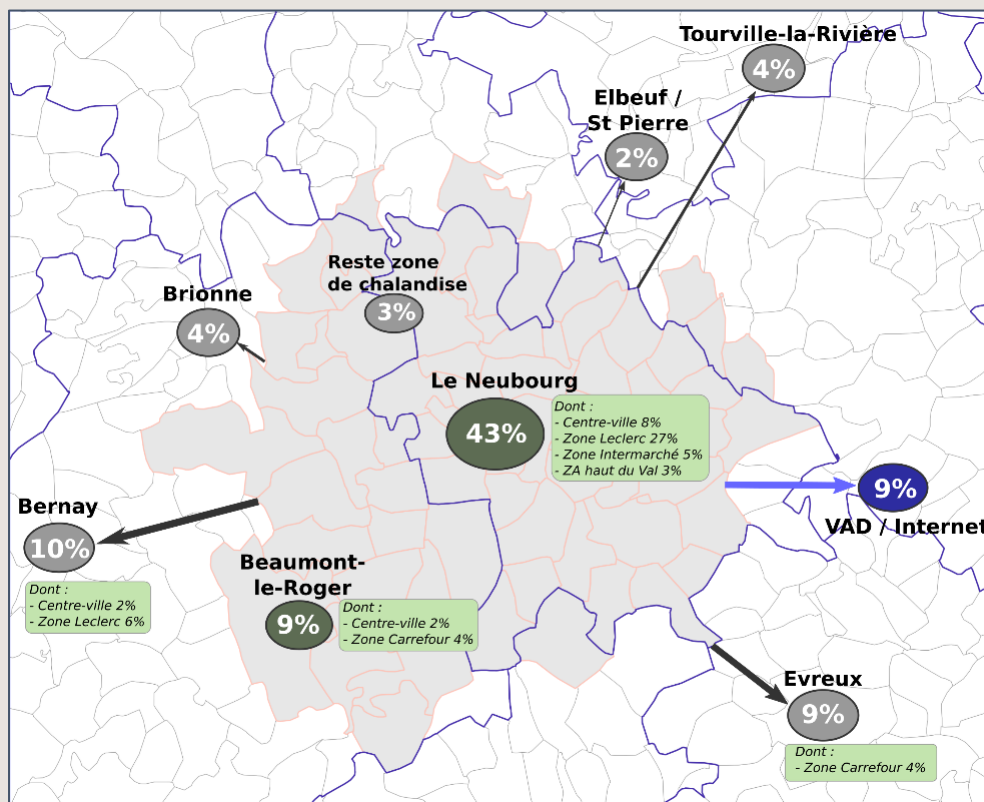 Tourville-la-Rivière
4%
Elbeuf /
St Pierre
2%
Reste zone
de chalandise
3%
Brionne
4%
Le Neubourg
43%
Dont :
- Centre-ville 8%
- Zone Leclerc 27%
- Zone Intermarché 5%
- ZA haut du Val 3%
9%
VAD / Internet
Bernay
10%
Dont :
- Centre-ville 2%
- Zone Leclerc 6%
Beaumont-
le-Roger
9%
Dont :
- Centre-ville 2%
- Zone Carrefour 4%
Evreux
9%
Dont :
- Zone Carrefour 4%